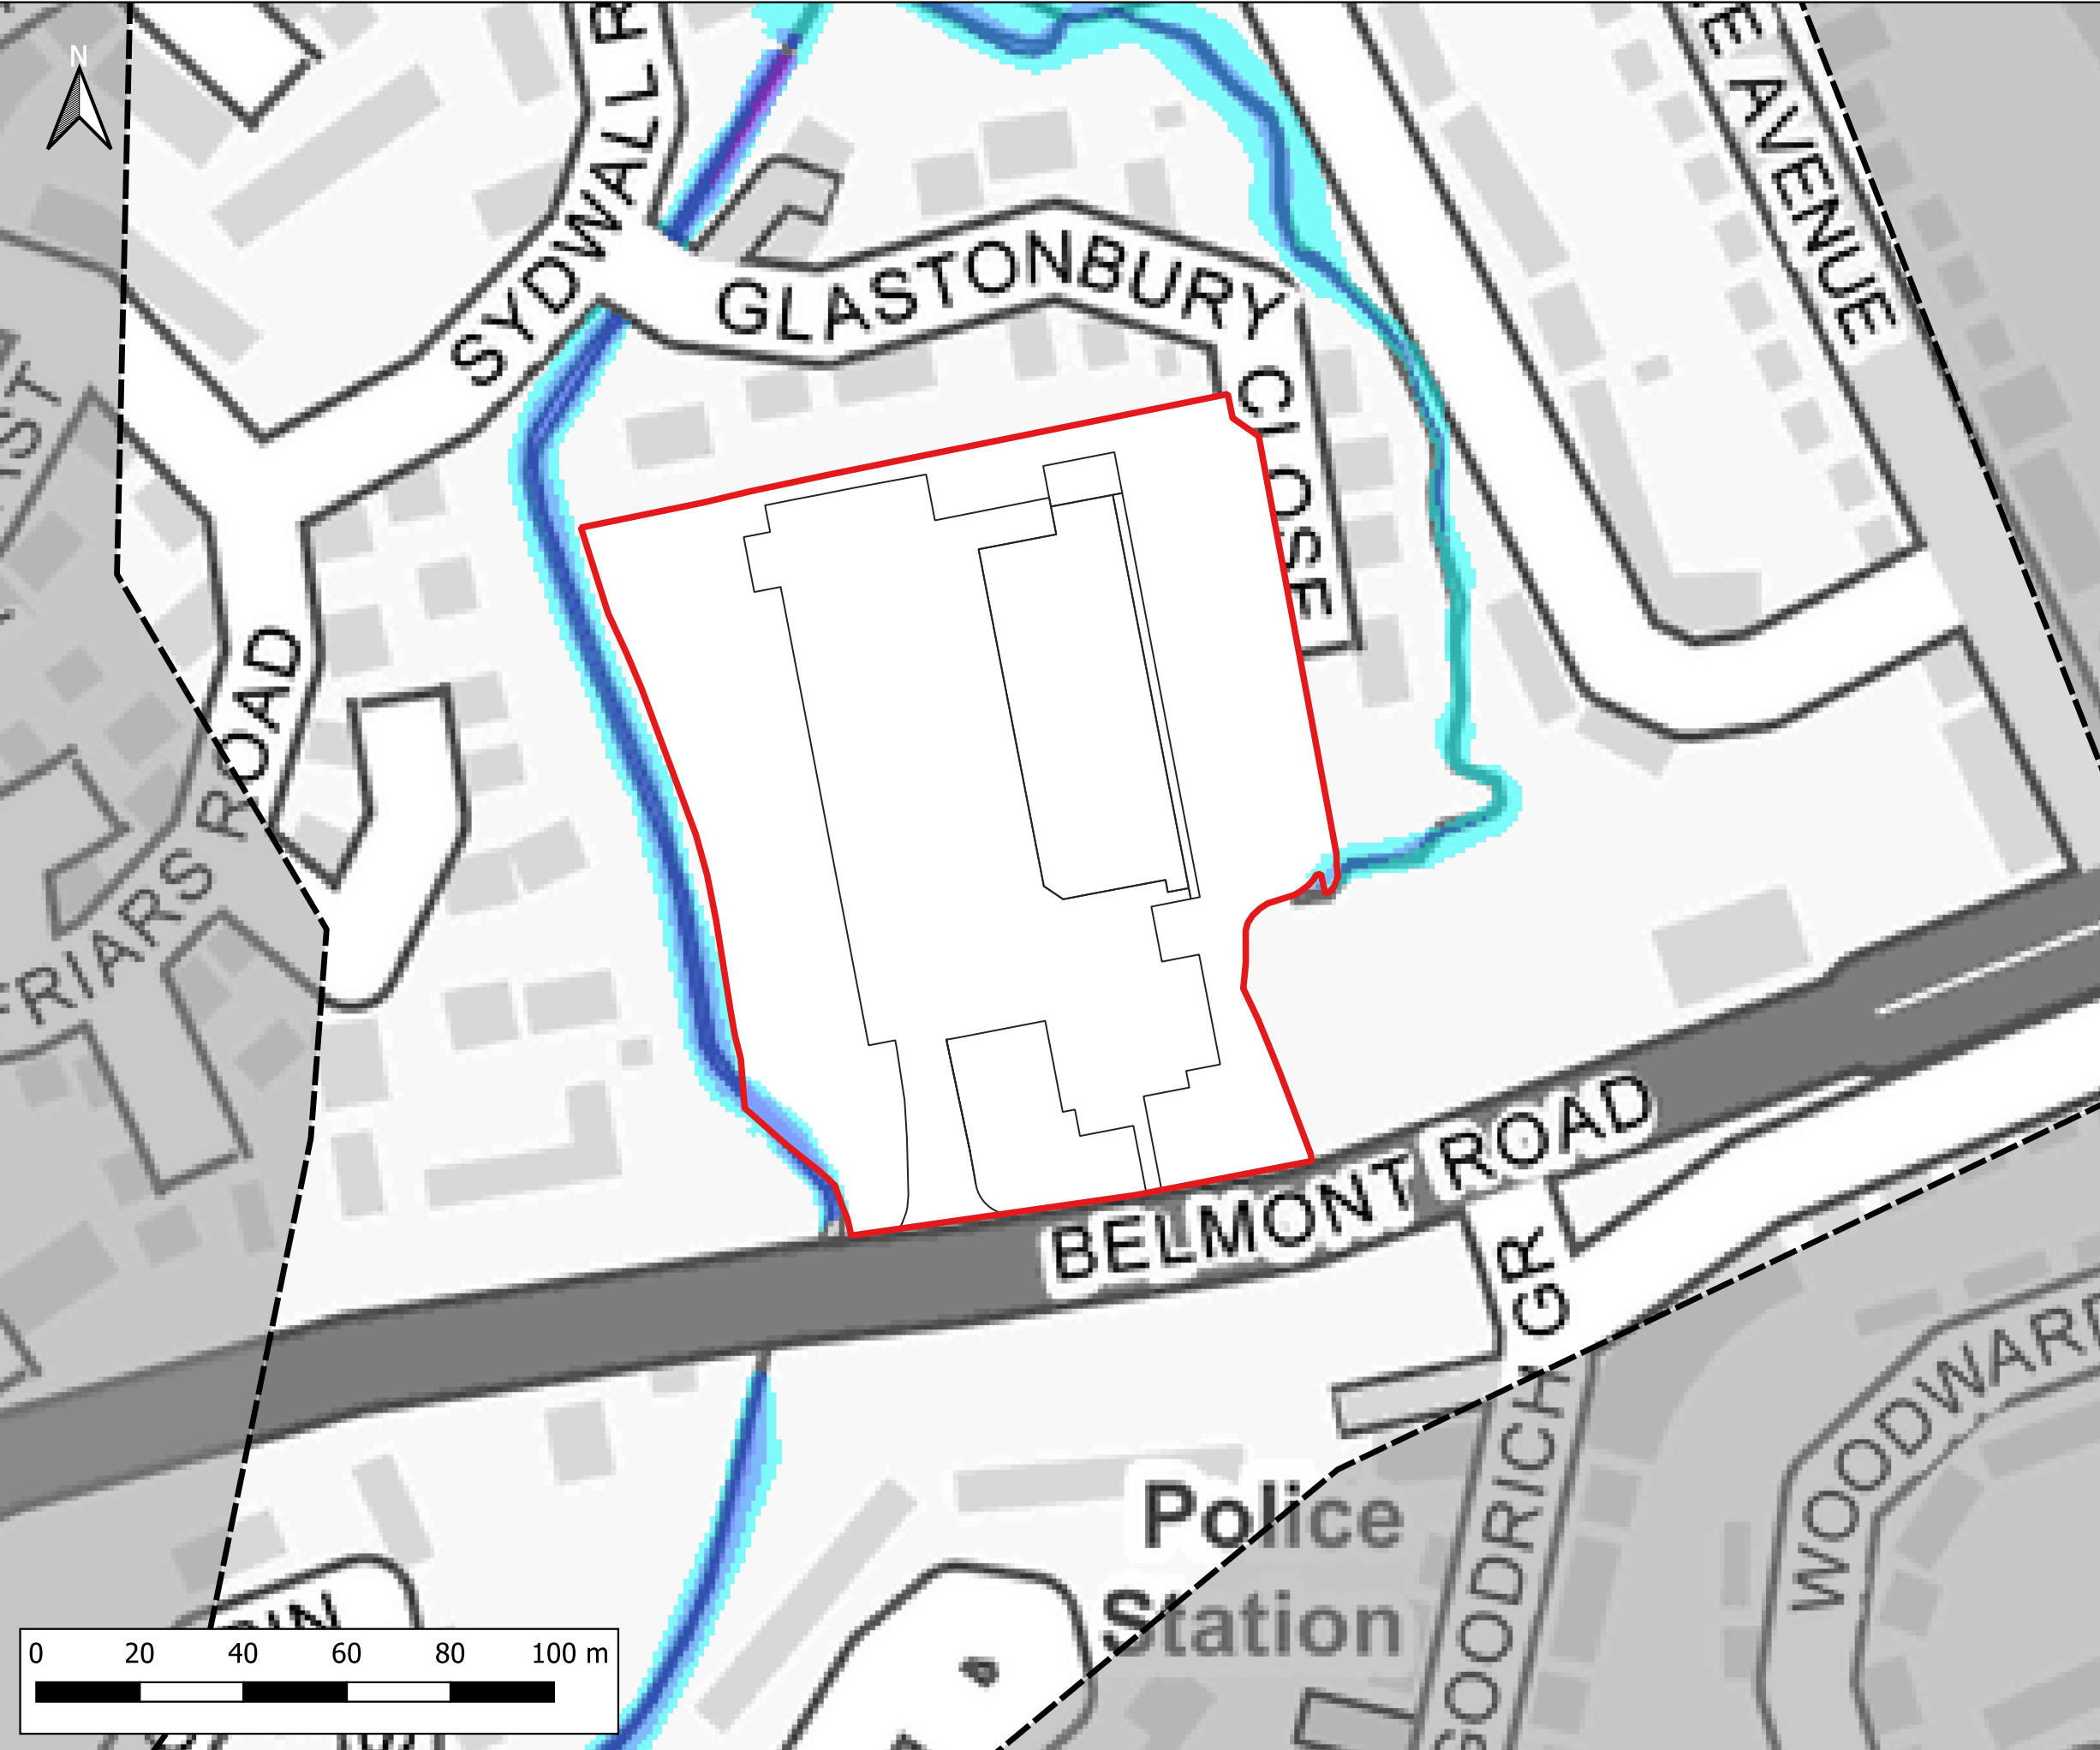 N
SYDWALL R
GLASTONBURY CLOSE
E AVENUE
FRIARS ROAD
BELMONT ROAD
GOODRICH GR
WOODWARD
Police
Station
0 20 40 60 80 100 m